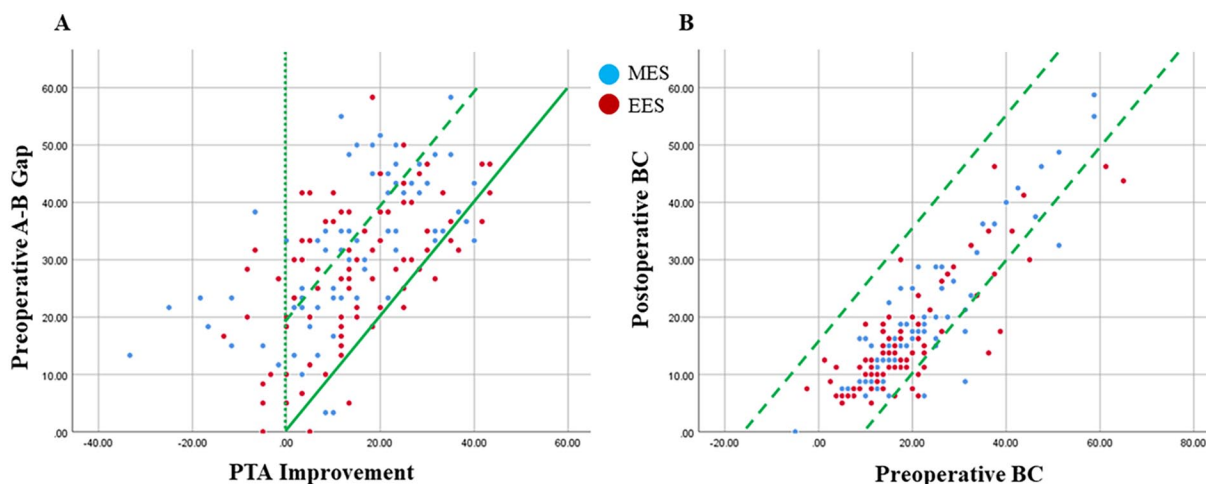 A
B
MES
EES
Preoperative A-B Gap
60.00
50.00
40.00
30.00
20.00
10.00
.00
-40.00 -20.00 .00 20.00 40.00 60.00
PTA Improvement
Postoperative BC
60.00
50.00
40.00
30.00
20.00
10.00
.00
-20.00 .00 20.00 40.00 60.00 80.00
Preoperative BC